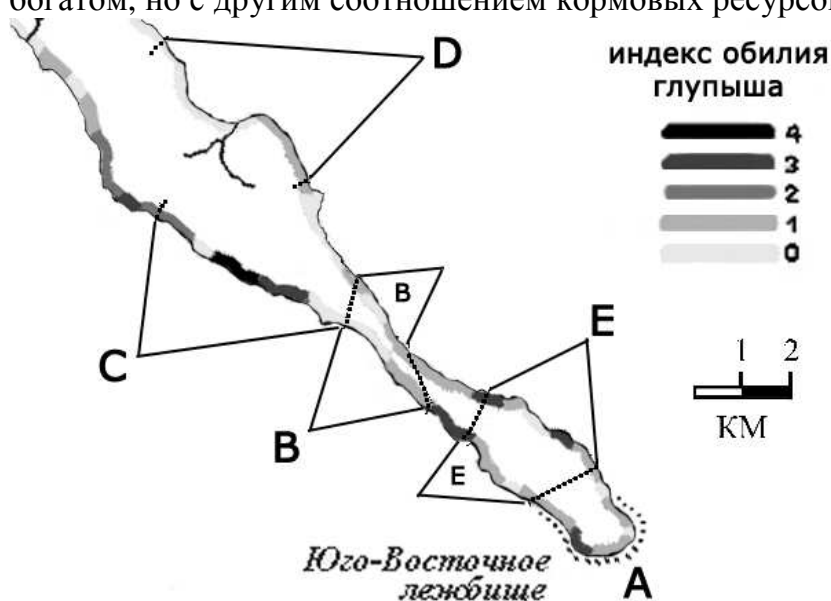 богатом, но с другим соотношением кормовых ресурсов
D
индекс обилия
глупыша
4
3
2
1
0
B
E
C
1 2
КМ
B
E
Юго-Восточное
лежбище
A